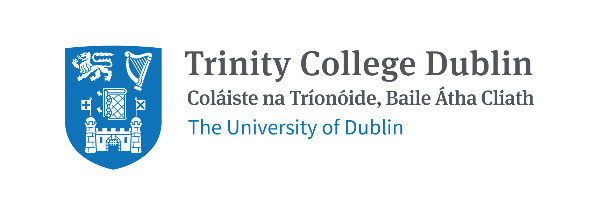 Trinity College Dublin
Coláiste na Tríonóide, Baile Átha Cliath
The University of Dublin